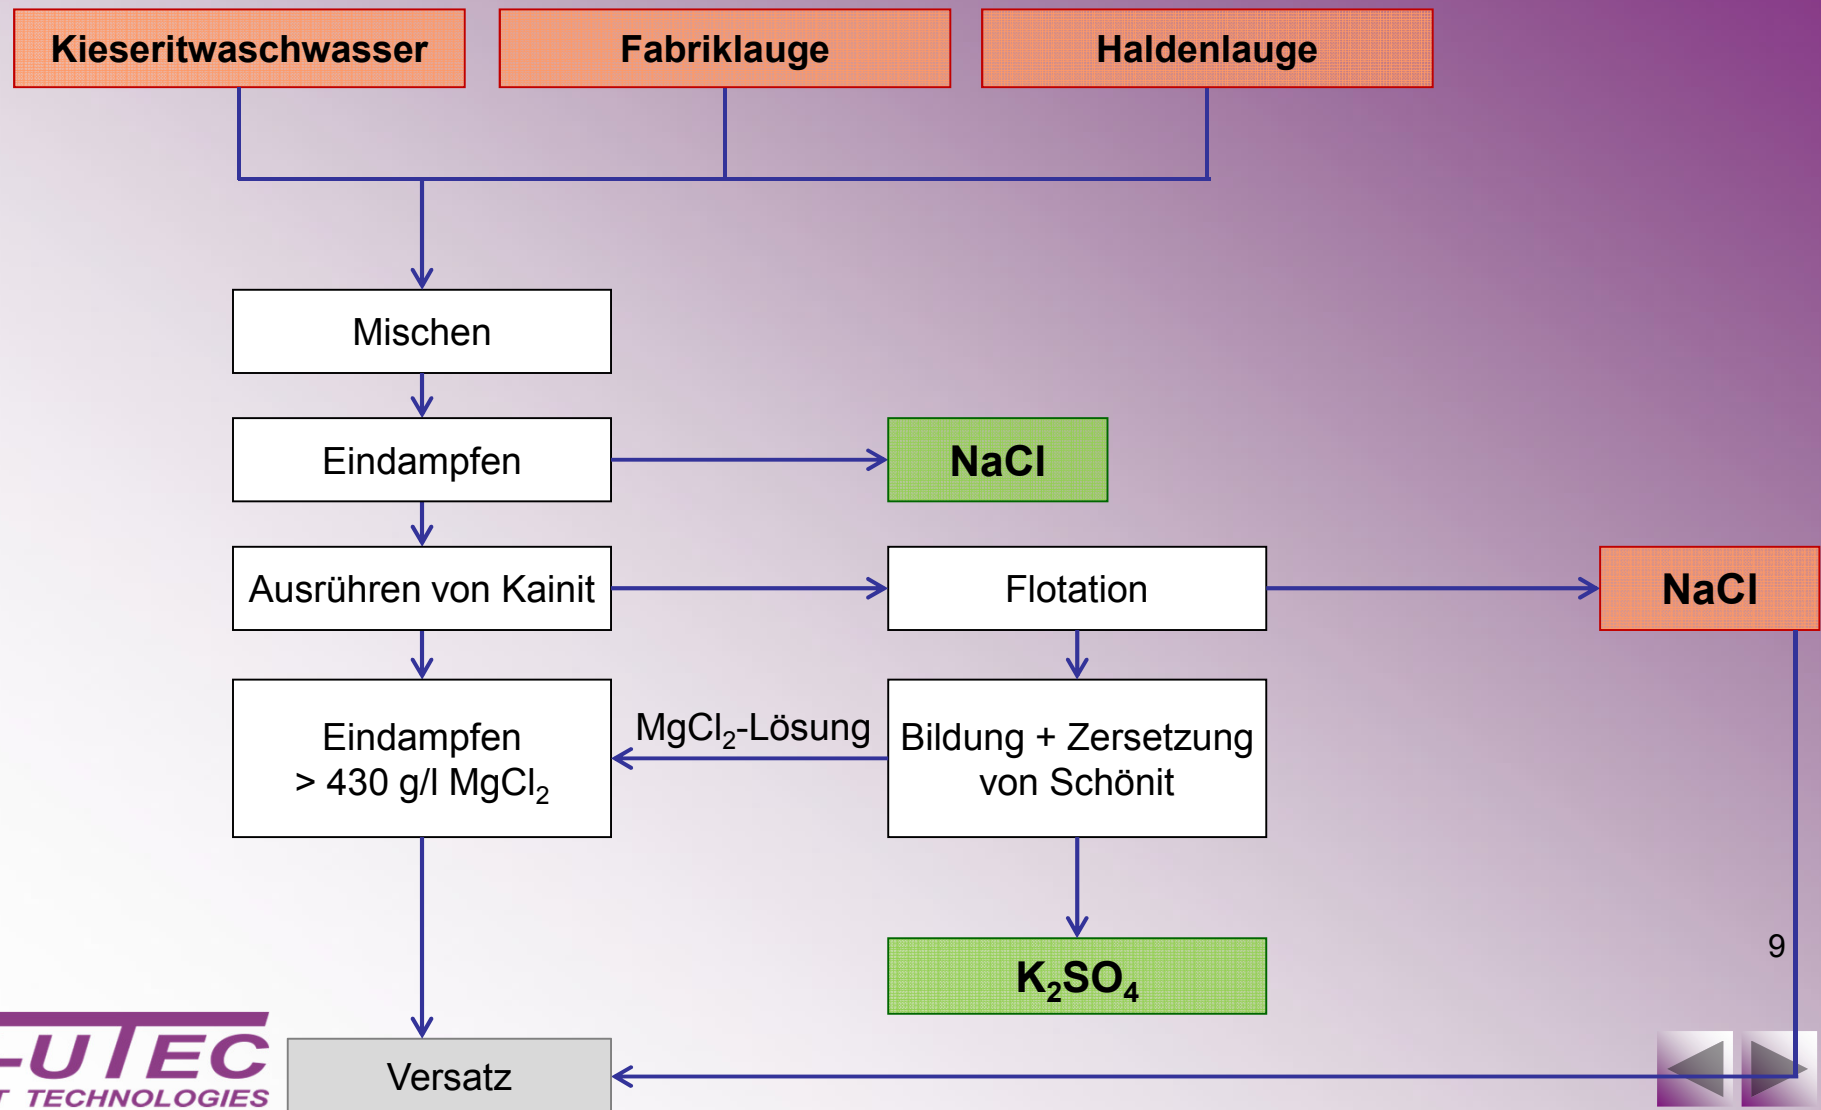 Kieseritwaschwasser
Fabriklauge
Haldenlauge
Mischen
Eindampfen
NaCl
Ausrühren von Kainit
Flotation
NaCl
Eindampfen
> 430 g/l MgCl₂
MgCl₂-Lösung
Bildung + Zersetzung
von Schönit
K₂SO₄
9
Versatz
-UTEC
T TECHNOLOGIES